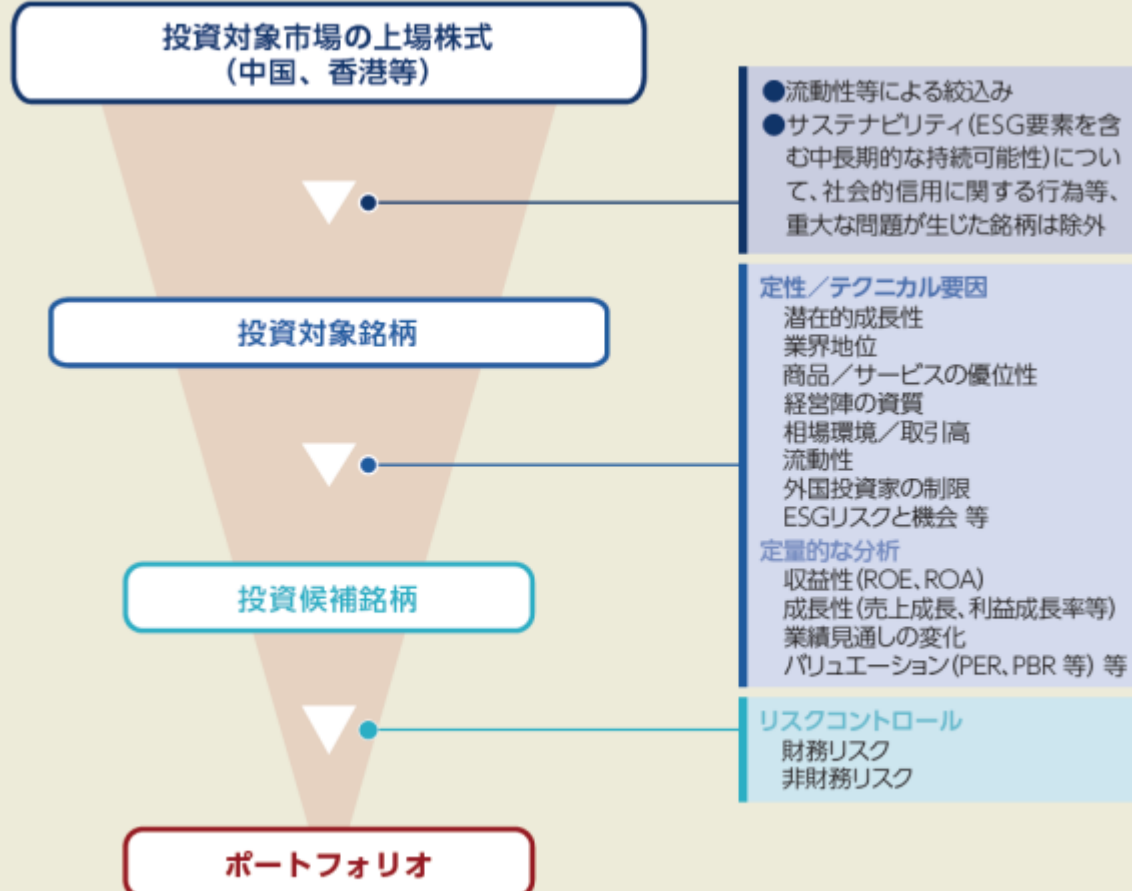 投資対象市場の上場株式
（中国、香港等）
●流動性等による絞込み
●サステナビリティ(ESG要素を含
む中長期的な持続可能性)につい
て、社会的信用に関する行為等、
重大な問題が生じた銘柄は除外
投資対象銘柄
定性／テクニカル要因
潜在的成長性
業界地位
商品／サービスの優位性
経営陣の資質
相場環境／取引高
流動性
外国投資家の制限
ESGリスクと機会 等
定量的な分析
収益性(ROE、ROA)
成長性(売上成長、利益成長率等)
業績見通しの変化
バリュエーション(PER、PBR 等) 等
投資候補銘柄
リスクコントロール
財務リスク
非財務リスク
ポートフォリオ